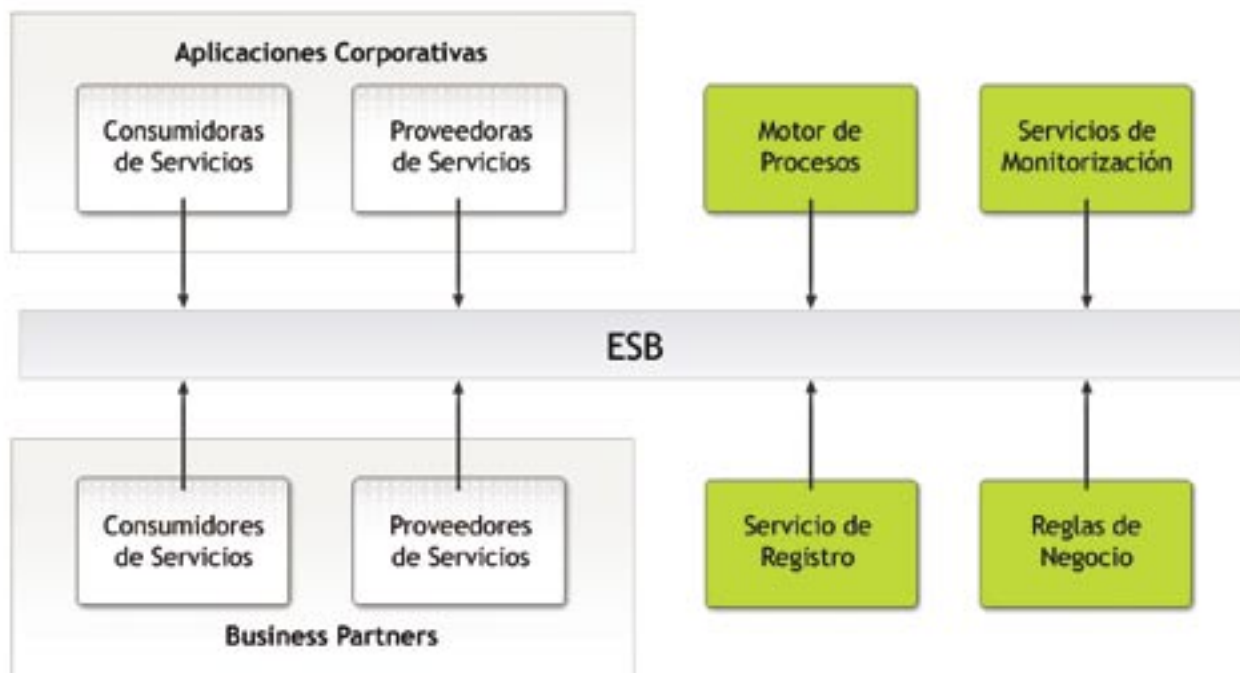 Aplicaciones Corporativas
Consumidoras
de Servicios
Proveedoras
de Servicios
Motor de
Procesos
Servicios de
Monitorización
ESB
Consumidores
de Servicios
Proveedores
de Servicios
Servicio de
Registro
Reglas de
Negocio
Business Partners